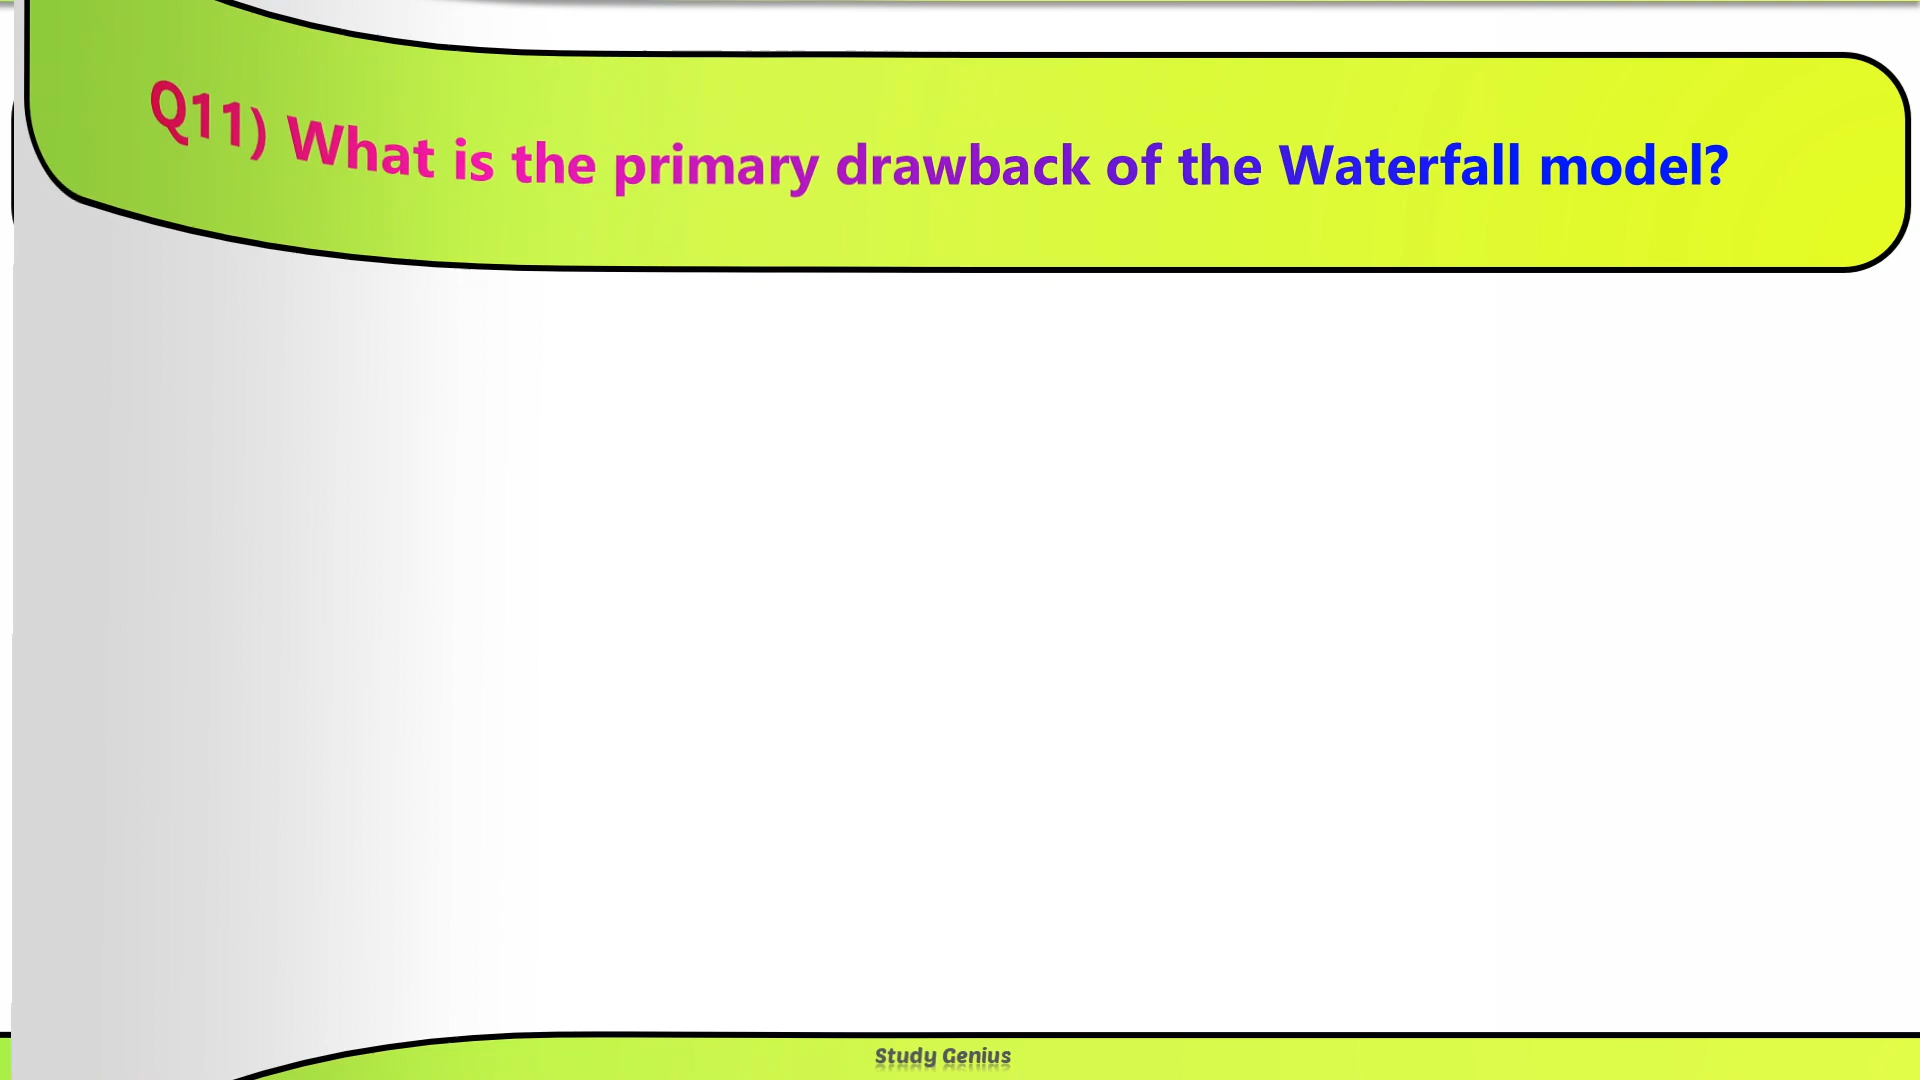 Q11) What is the primary drawback of the Waterfall model?
Study Genius